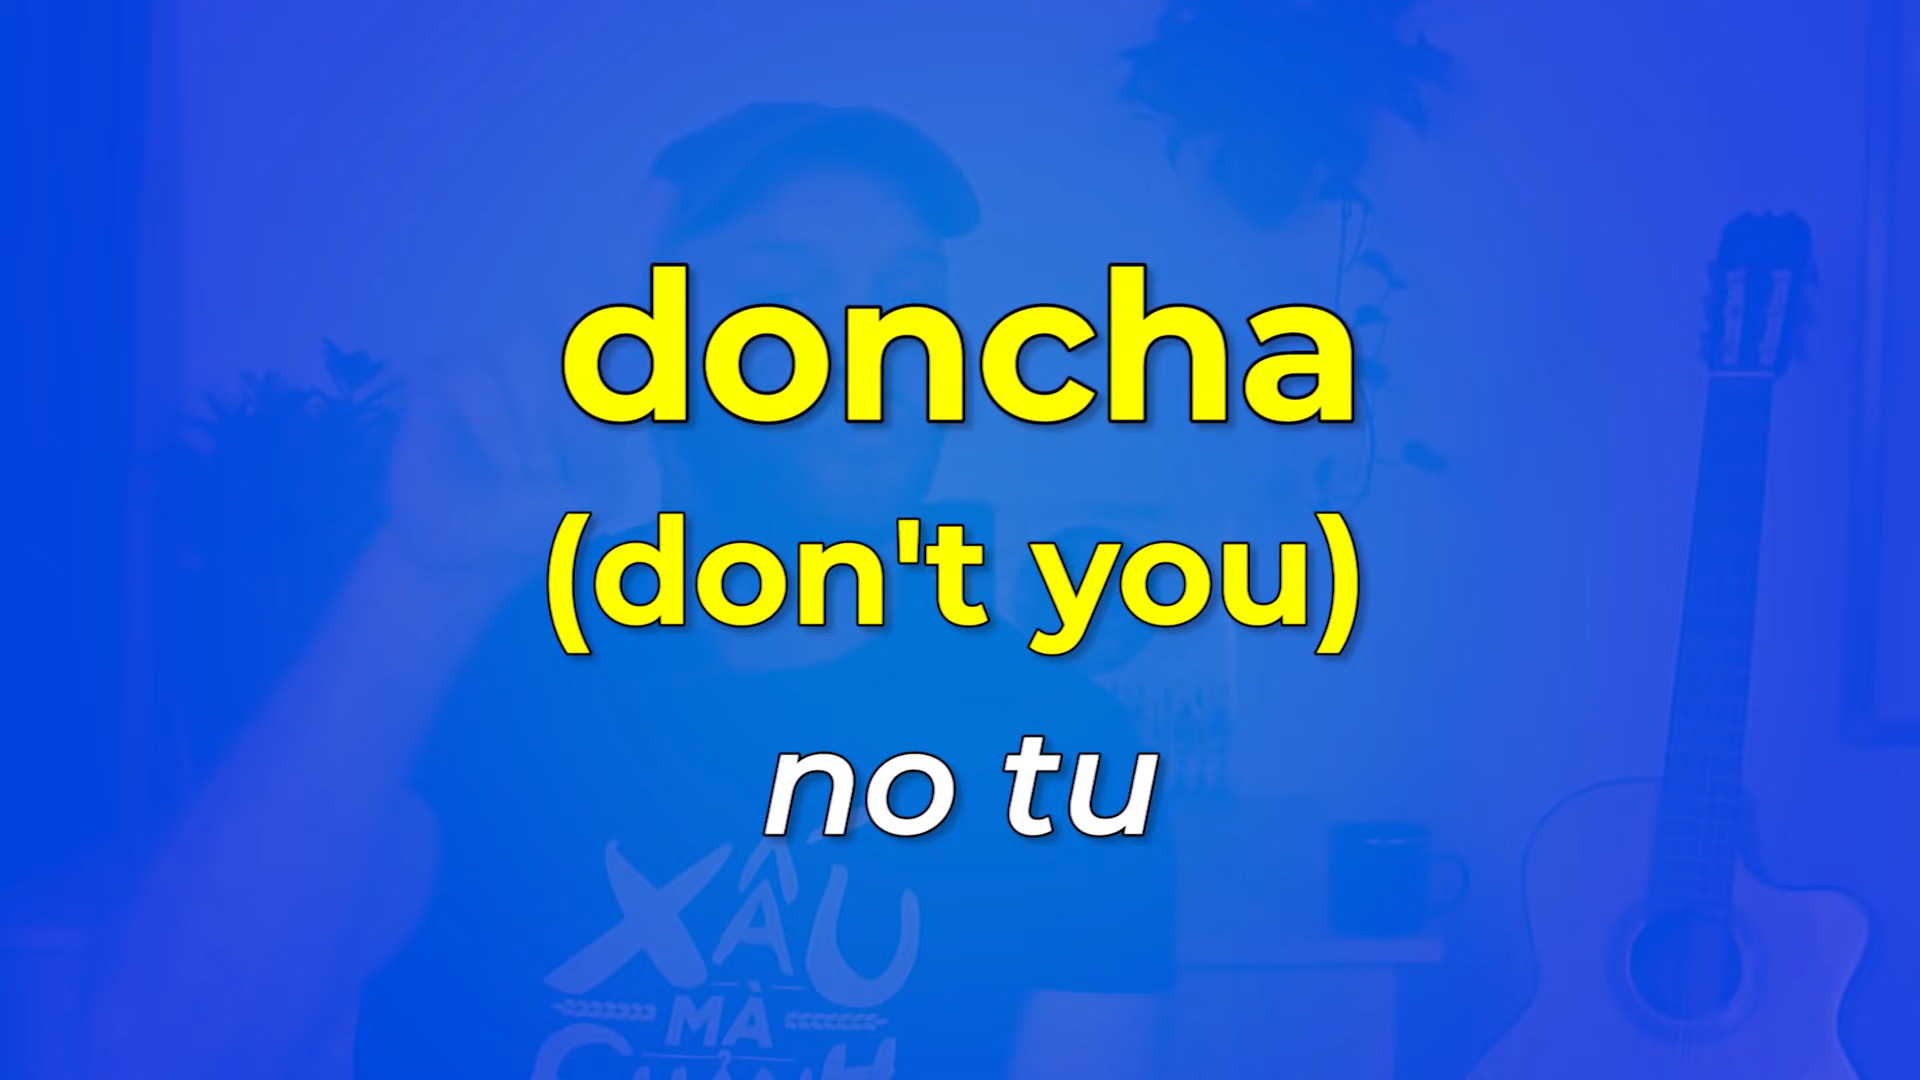 doncha
(don't you)
no tu
XẤU
MÀ